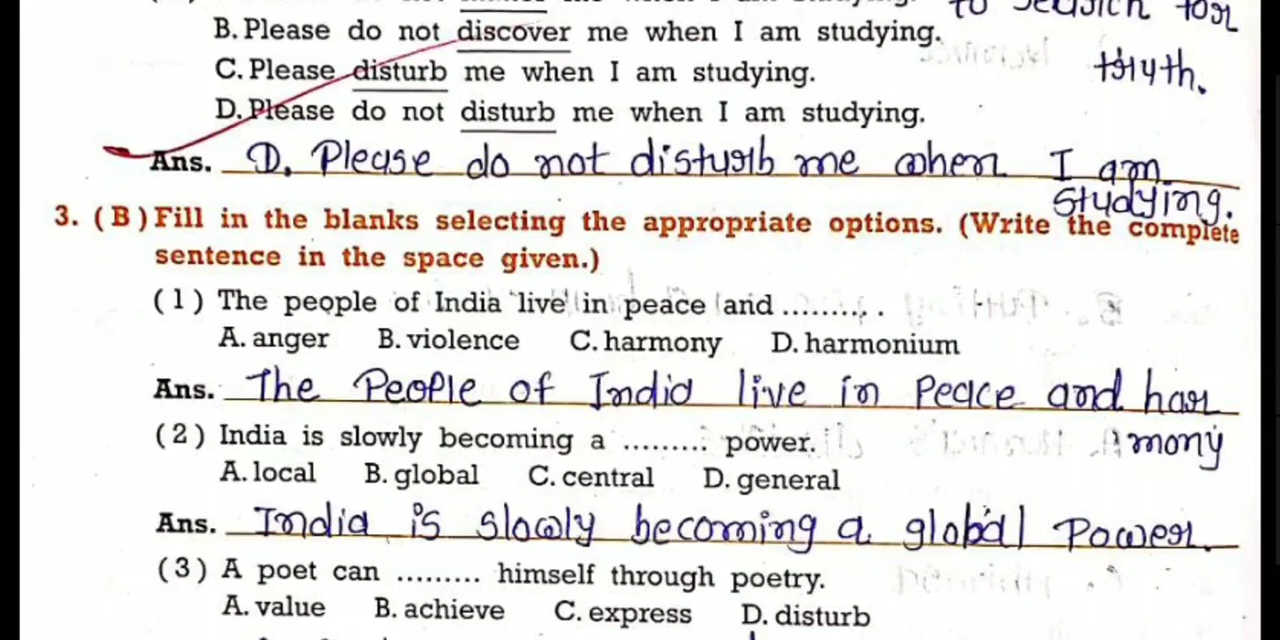 to search for
B. Please do not discover me when I am studying.
truth.
C. Please disturb me when I am studying.
D. Please do not disturb me when I am studying.
Ans. D. Please do not disturb me when I am
studying.
3. (B) Fill in the blanks selecting the appropriate options. (Write the complete
sentence in the space given.)
(1) The people of India live in peace and ......... .
A. anger B. violence C. harmony D. harmonium
Ans. The People of India live in Peace and har
mony
(2) India is slowly becoming a ......... power.
A. local B. global C. central D. general
Ans. India is slowly becoming a global Power.
(3) A poet can ......... himself through poetry.
A. value B. achieve C. express D. disturb